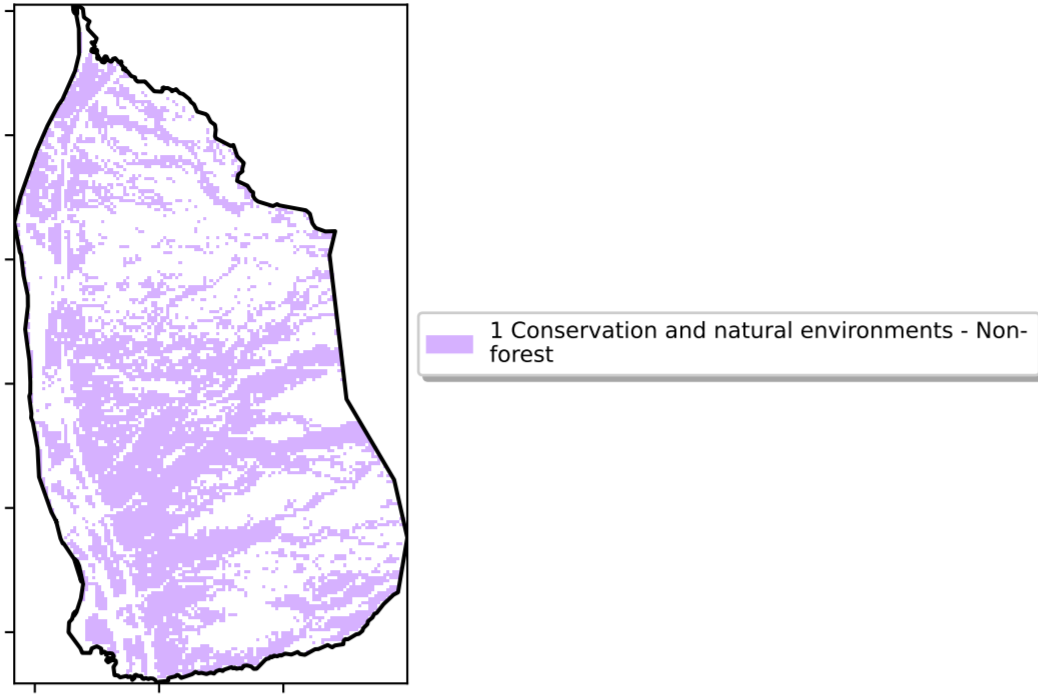 1 Conservation and natural environments - Non-
forest